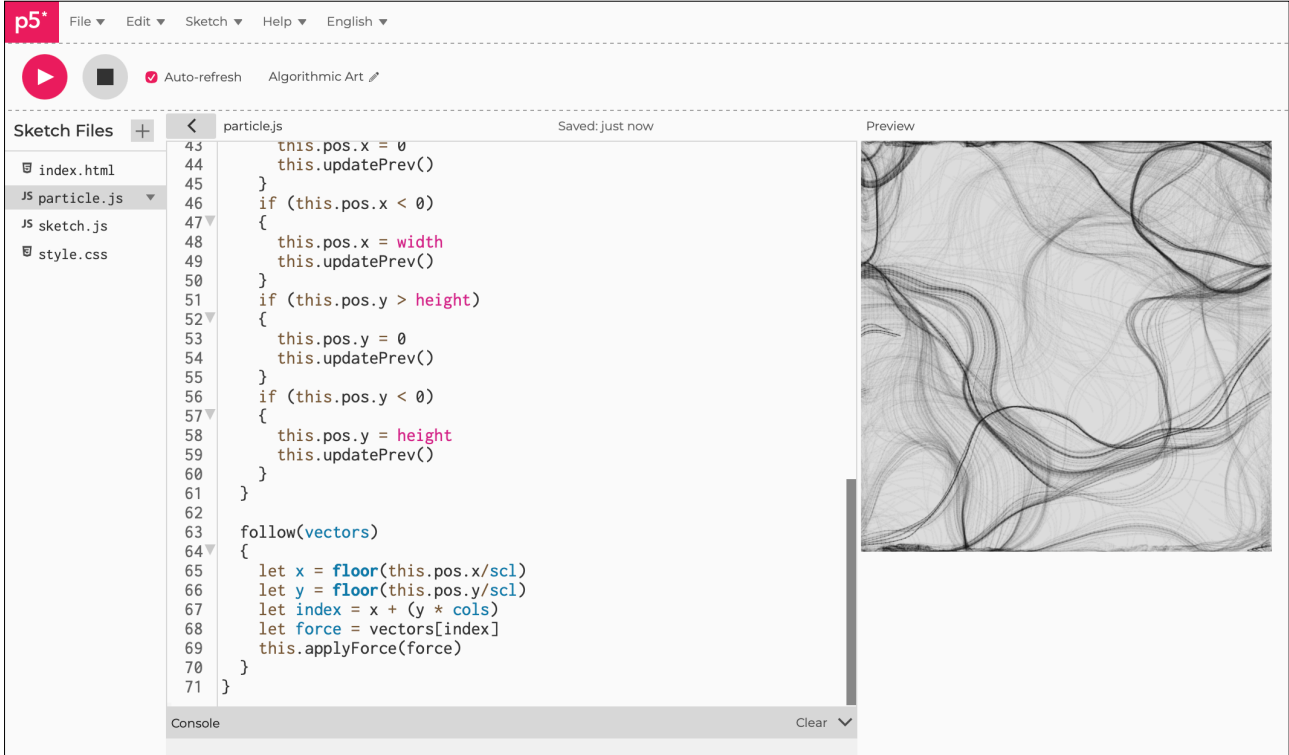 p5* File Edit Sketch Help English
Auto-refresh Algorithmic Art
Sketch Files
index.html
JS particle.js
JS sketch.js
style.css
particle.js Saved: just now Preview
43 this.pos.x = 0
44 this.updatePrev()
45 }
46 if (this.pos.x < 0)
47 {
48 this.pos.x = width
49 this.updatePrev()
50 }
51 if (this.pos.y > height)
52 {
53 this.pos.y = 0
54 this.updatePrev()
55 }
56 if (this.pos.y < 0)
57 {
58 this.pos.y = height
59 this.updatePrev()
60 }
61 }
62
63 follow(vectors)
64 {
65 let x = floor(this.pos.x/scl)
66 let y = floor(this.pos.y/scl)
67 let index = x + (y * cols)
68 let force = vectors[index]
69 this.applyForce(force)
70 }
71 }
Console Clear